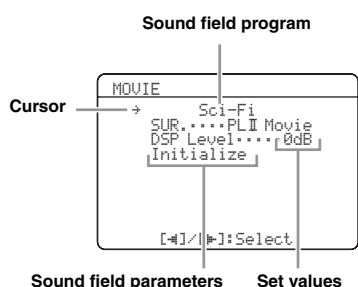 Sound field program
MOVIE
Cursor
→ Sci-Fi
SUR.････PLⅡ Movie
DSP Level････0dB
Initialize
[◀]/[▶]:Select
Sound field parameters Set values